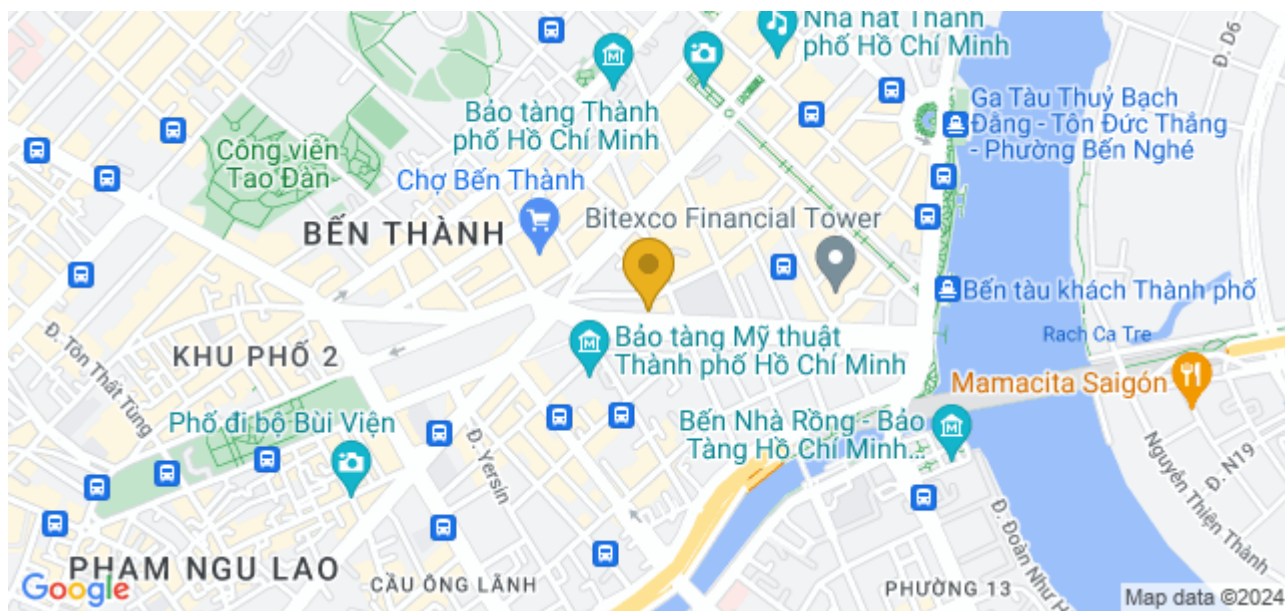 Nhà hát Thành
phố Hồ Chí Minh
Đ. D6
Bảo tàng Thành
phố Hồ Chí Minh
Ga Tàu Thuỷ Bạch
Đằng - Tôn Đức Thắng
- Phường Bến Nghé
Công viên
Tao Đàn
Chợ Bến Thành
BẾN THÀNH
Bitexco Financial Tower
Bến tàu khách Thành phố
Rach Ca Tre
Đ. Tôn Thất Tùng
KHU PHỐ 2
Bảo tàng Mỹ thuật
Thành phố Hồ Chí Minh
Mamacita Saigón
Phố đi bộ Bùi Viện
Bến Nhà Rồng - Bảo
Tàng Hồ Chí Minh...
Đ. Yersin
Nguyễn Thiện Thành
Đ. N19
Đ. Đoàn Như H
PHAM NGU LAO
CẦU ÔNG LÃNH
PHƯỜNG 13
Google
Map data ©2024